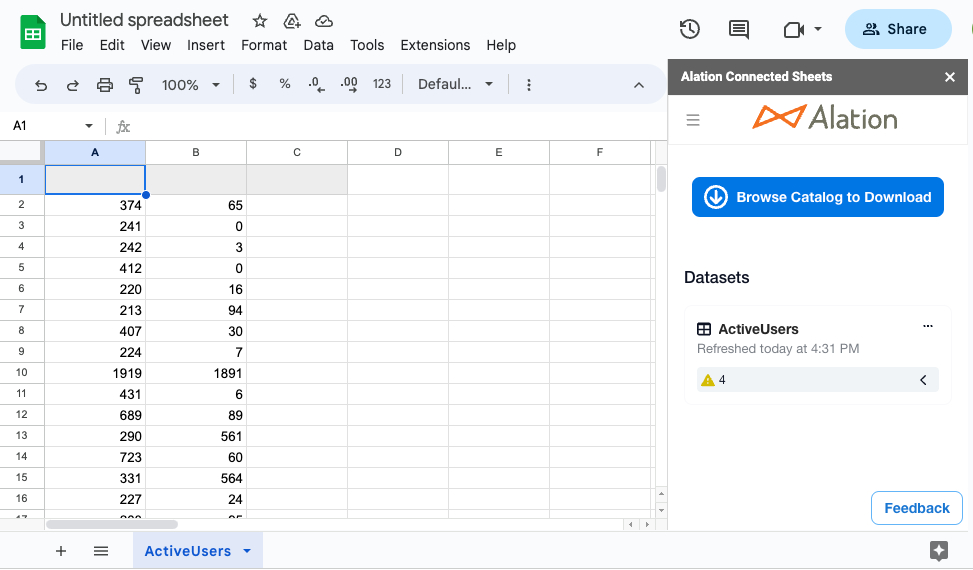 Untitled spreadsheet
File Edit View Insert Format Data Tools Extensions Help
Share
100% $ % .0 .00 123 Defaul...
Alation Connected Sheets
A1 fx
Alation
A B C D E F
1
2 374 65
3 241 0
4 242 3
5 412 0
6 220 16
7 213 94
8 407 30
9 224 7
10 1919 1891
11 431 6
12 689 89
13 290 561
14 723 60
15 331 564
16 227 24
17
Browse Catalog to Download
Datasets
ActiveUsers
Refreshed today at 4:31 PM
4
Feedback
ActiveUsers